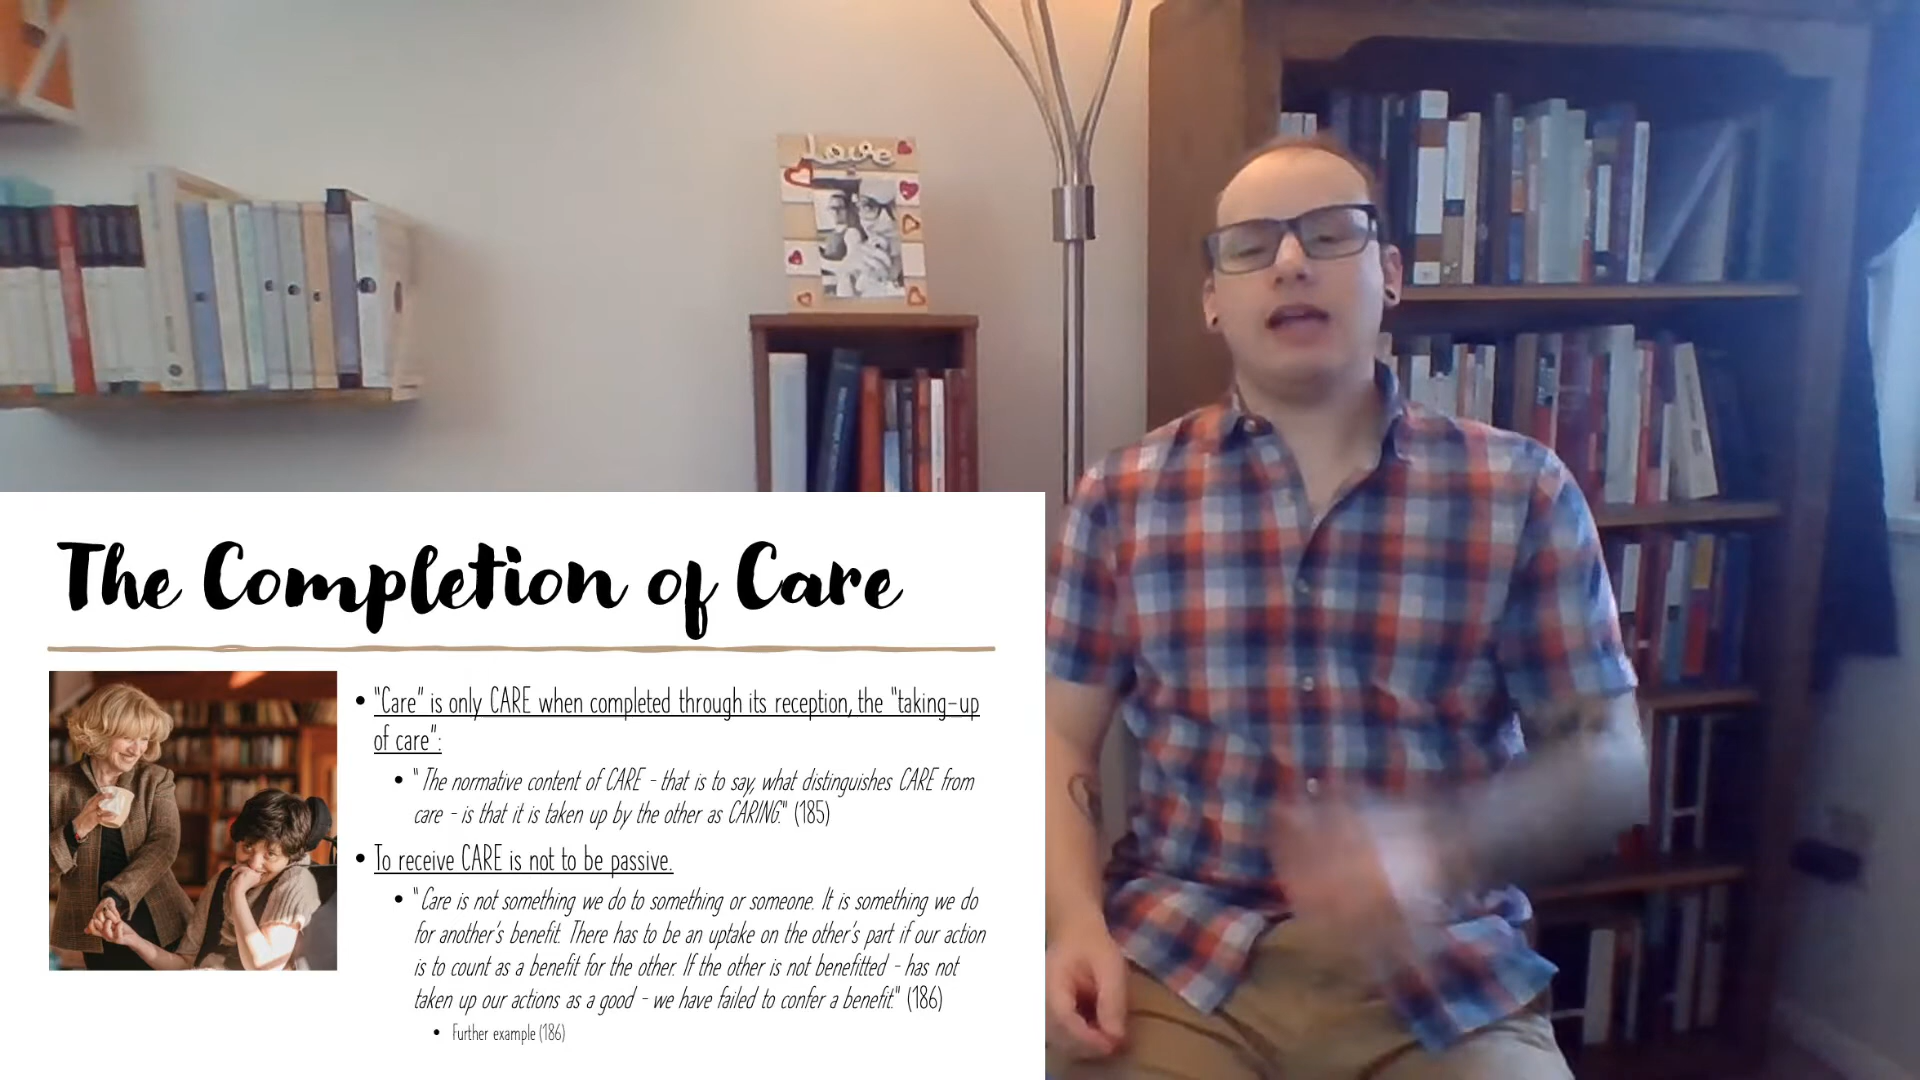 Love
The Completion of Care
• "Care" is only CARE when completed through its reception, the "taking-up
of care":
• "The normative content of CARE - that is to say, what distinguishes CARE from
care - is that it is taken up by the other as CARING." (185)
• To receive CARE is not to be passive.
• "Care is not something we do to something or someone. It is something we do
for another's benefit. There has to be an uptake on the other's part if our action
is to count as a benefit for the other. If the other is not benefitted - has not
taken up our actions as a good - we have failed to confer a benefit." (186)
• Further example (186)